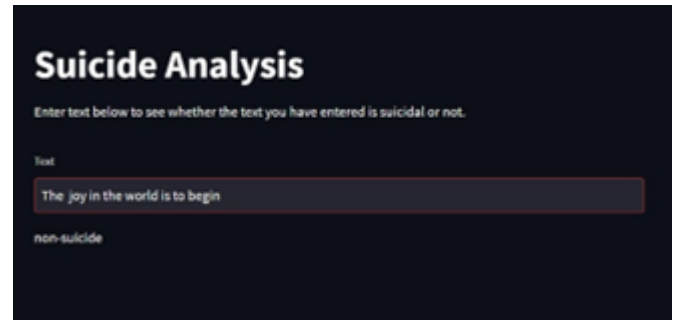 Suicide Analysis
Enter text below to see whether the text you have entered is suicidal or not.
Text
The joy in the world is to begin
non-suicide